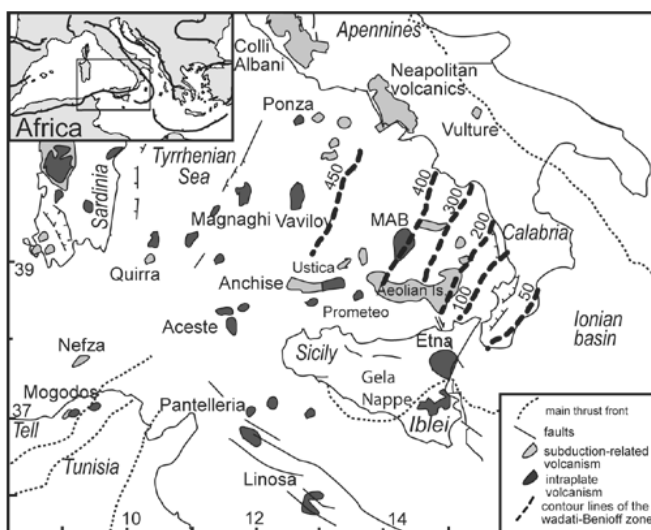 Apennines
Colli
Albani
Neapolitan
volcanics
Africa
Ponza
Vulture
Tyrrhenian
Sea
450
400
300
200
100
50
Sardinia
Magnaghi
Vavilov
MAB
Calabria
39
Quirra
Ustica
Anchise
Aeolian Is.
Prometeo
Ionian
basin
Aceste
Etna
Sicily
Nefza
Gela
Nappe
Mogodos
37
Pantelleria
Iblei
Tell
Tunisia
Linosa
10
12
14
main thrust front
faults
subduction-related
volcanism
intraplate
volcanism
contour lines of the
wadati-Benioff zone